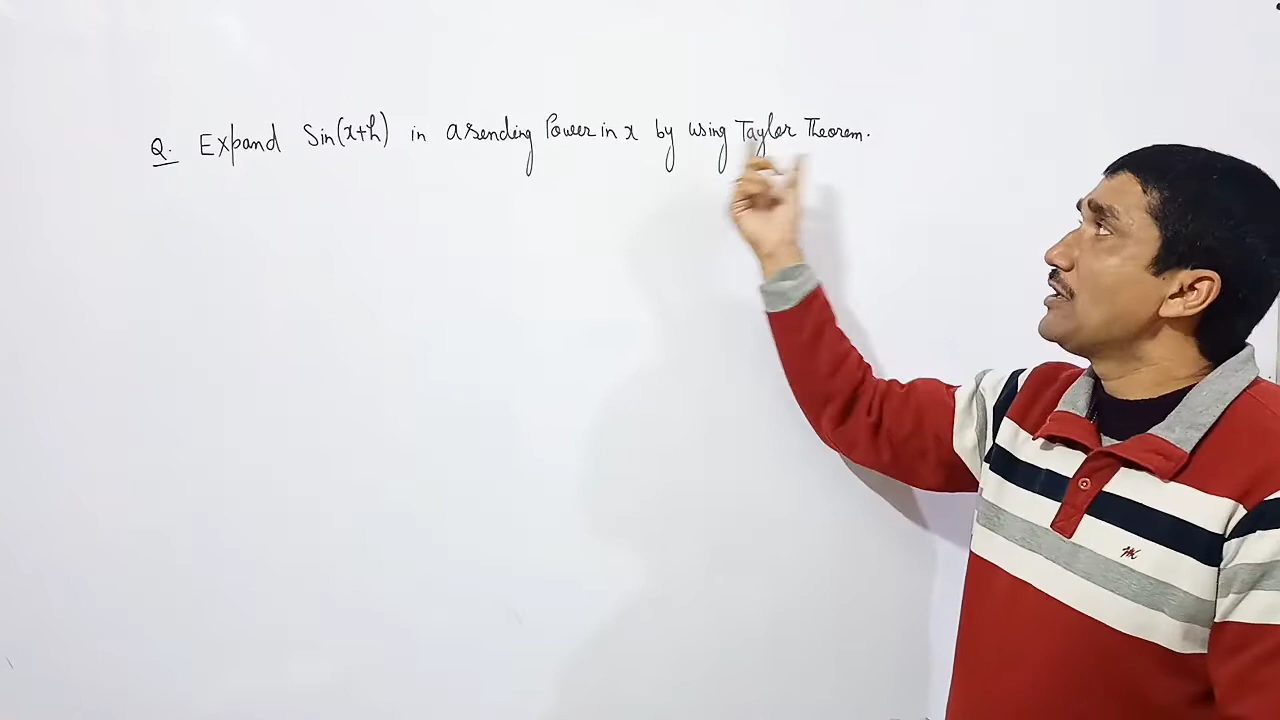 Q. Expand Sin(x+h) in asending Power in x by using Taylor Theorem.